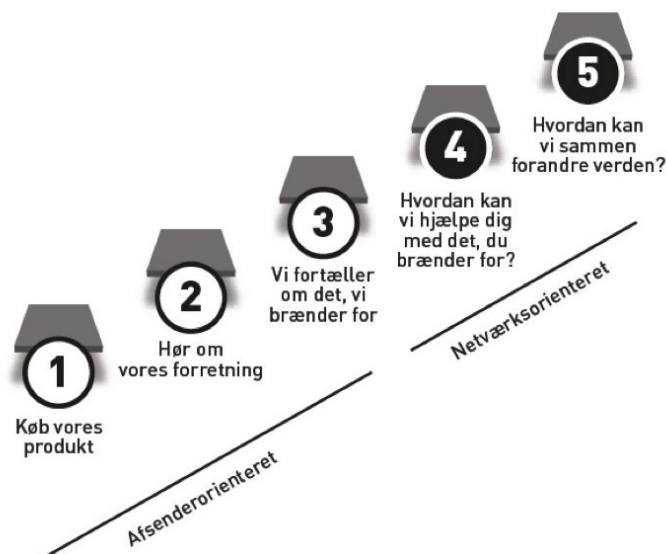 1
Køb vores
produkt
2
Hør om
vores forretning
3
Vi fortæller
om det, vi
brænder for
4
Hvordan kan
vi hjælpe dig
med det, du
brænder for?
5
Hvordan kan
vi sammen
forandre verden?
Afsenderorienteret
Netværksorienteret